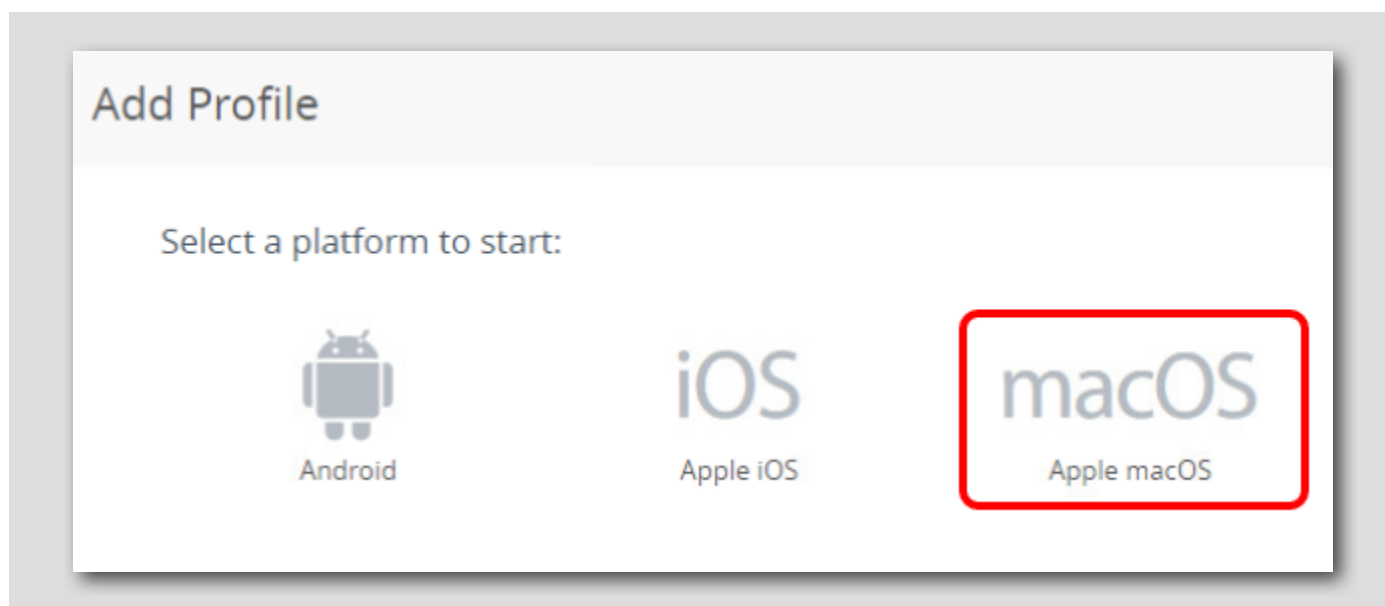 Add Profile
Select a platform to start:
iOS macOS
Android Apple iOS Apple macOS